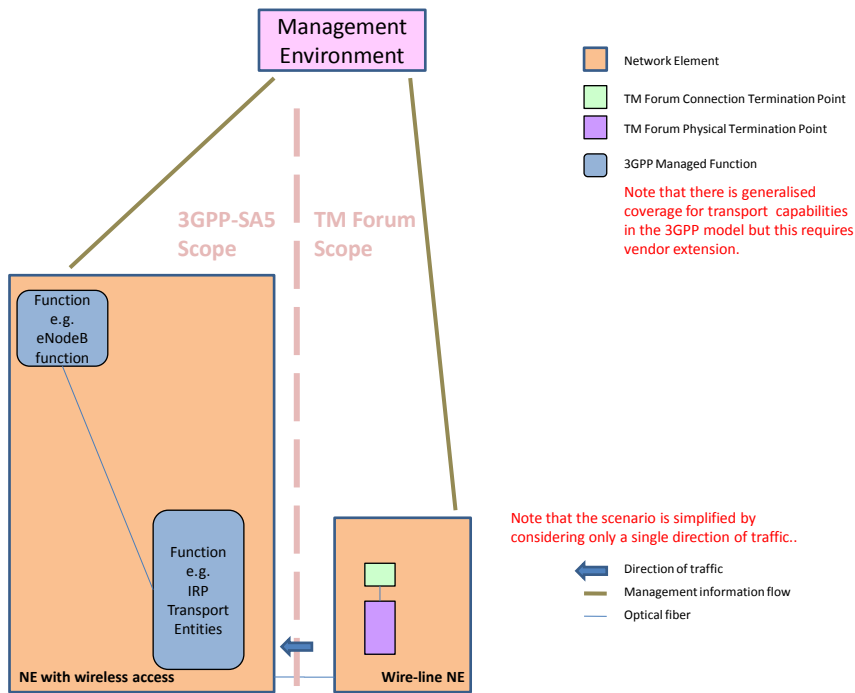 Management
Environment
Network Element
TM Forum Connection Termination Point
TM Forum Physical Termination Point
3GPP Managed Function
Note that there is generalised
coverage for transport capabilities
in the 3GPP model but this requires
vendor extension.
3GPP-SA5
Scope
TM Forum
Scope
Function
e.g.
eNodeB
function
Function
e.g.
IRP
Transport
Entities
NE with wireless access
Wire-line NE
Note that the scenario is simplified by
considering only a single direction of traffic..
Direction of traffic
Management information flow
Optical fiber